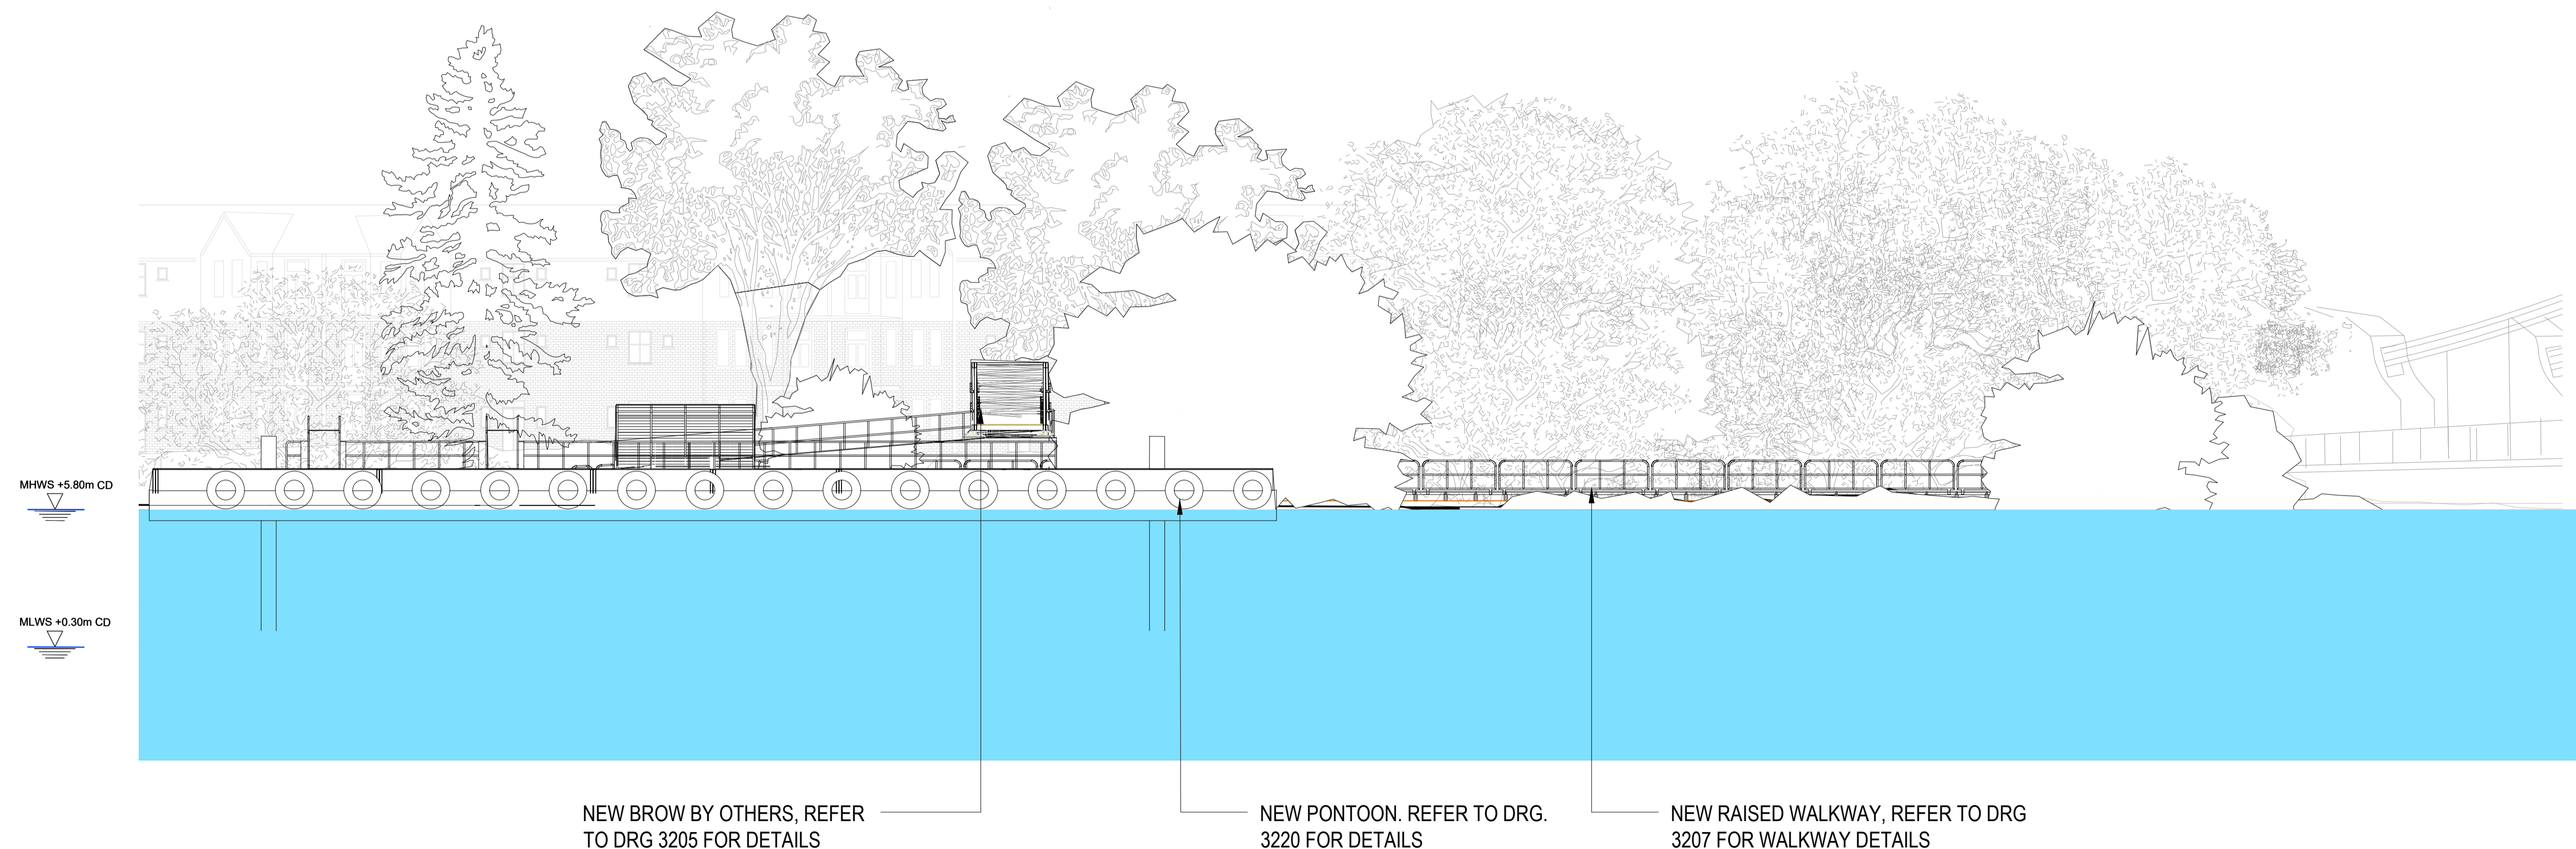 MHWS +5.80m CD
MLWS +0.30m CD
NEW BROW BY OTHERS, REFER
TO DRG 3205 FOR DETAILS
NEW PONTOON. REFER TO DRG.
3220 FOR DETAILS
NEW RAISED WALKWAY, REFER TO DRG
3207 FOR WALKWAY DETAILS